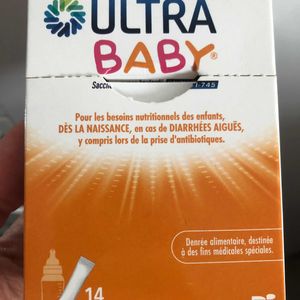 ULTRA
BABY®
Pour les besoins nutritionnels des enfants,
DÈS LA NAISSANCE, en cas de DIARRHÉES AIGUËS,
y compris lors de la prise d'antibiotiques.
Denrée alimentaire, destinée
à des fins médicales spéciales.
14